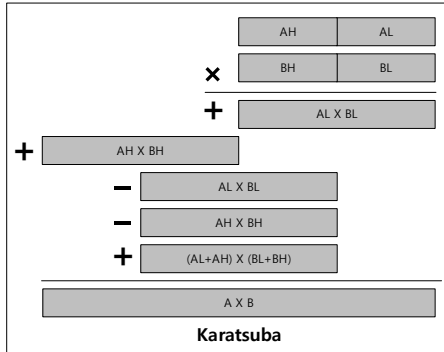 AH AL
× BH BL
+ AL X BL
+ AH X BH
− AL X BL
− AH X BH
+ (AL+AH) X (BL+BH)
A X B
Karatsuba